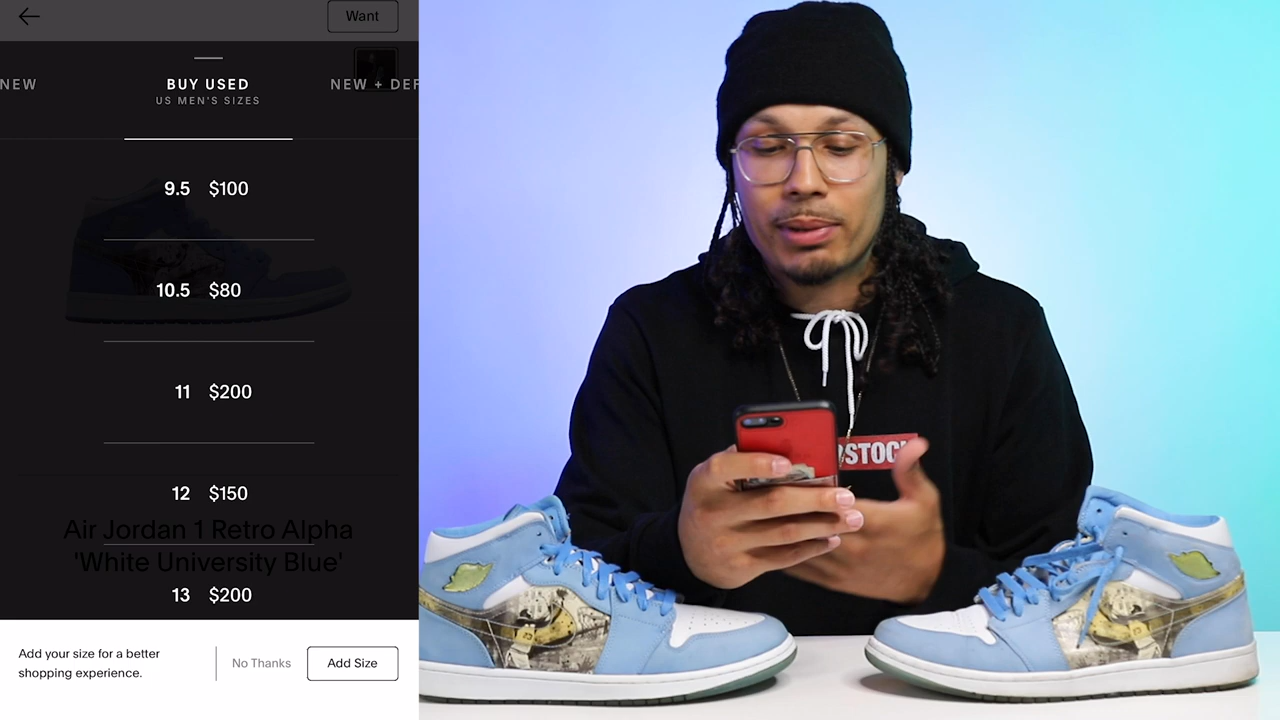 Want
NEW
BUY USED
NEW + DEF
US MEN'S SIZES
9.5 $100
10.5 $80
11 $200
12 $150
Air Jordan 1 Retro Alpha
'White University Blue'
13 $200
Add your size for a better
shopping experience.
No Thanks
Add Size
STOCK